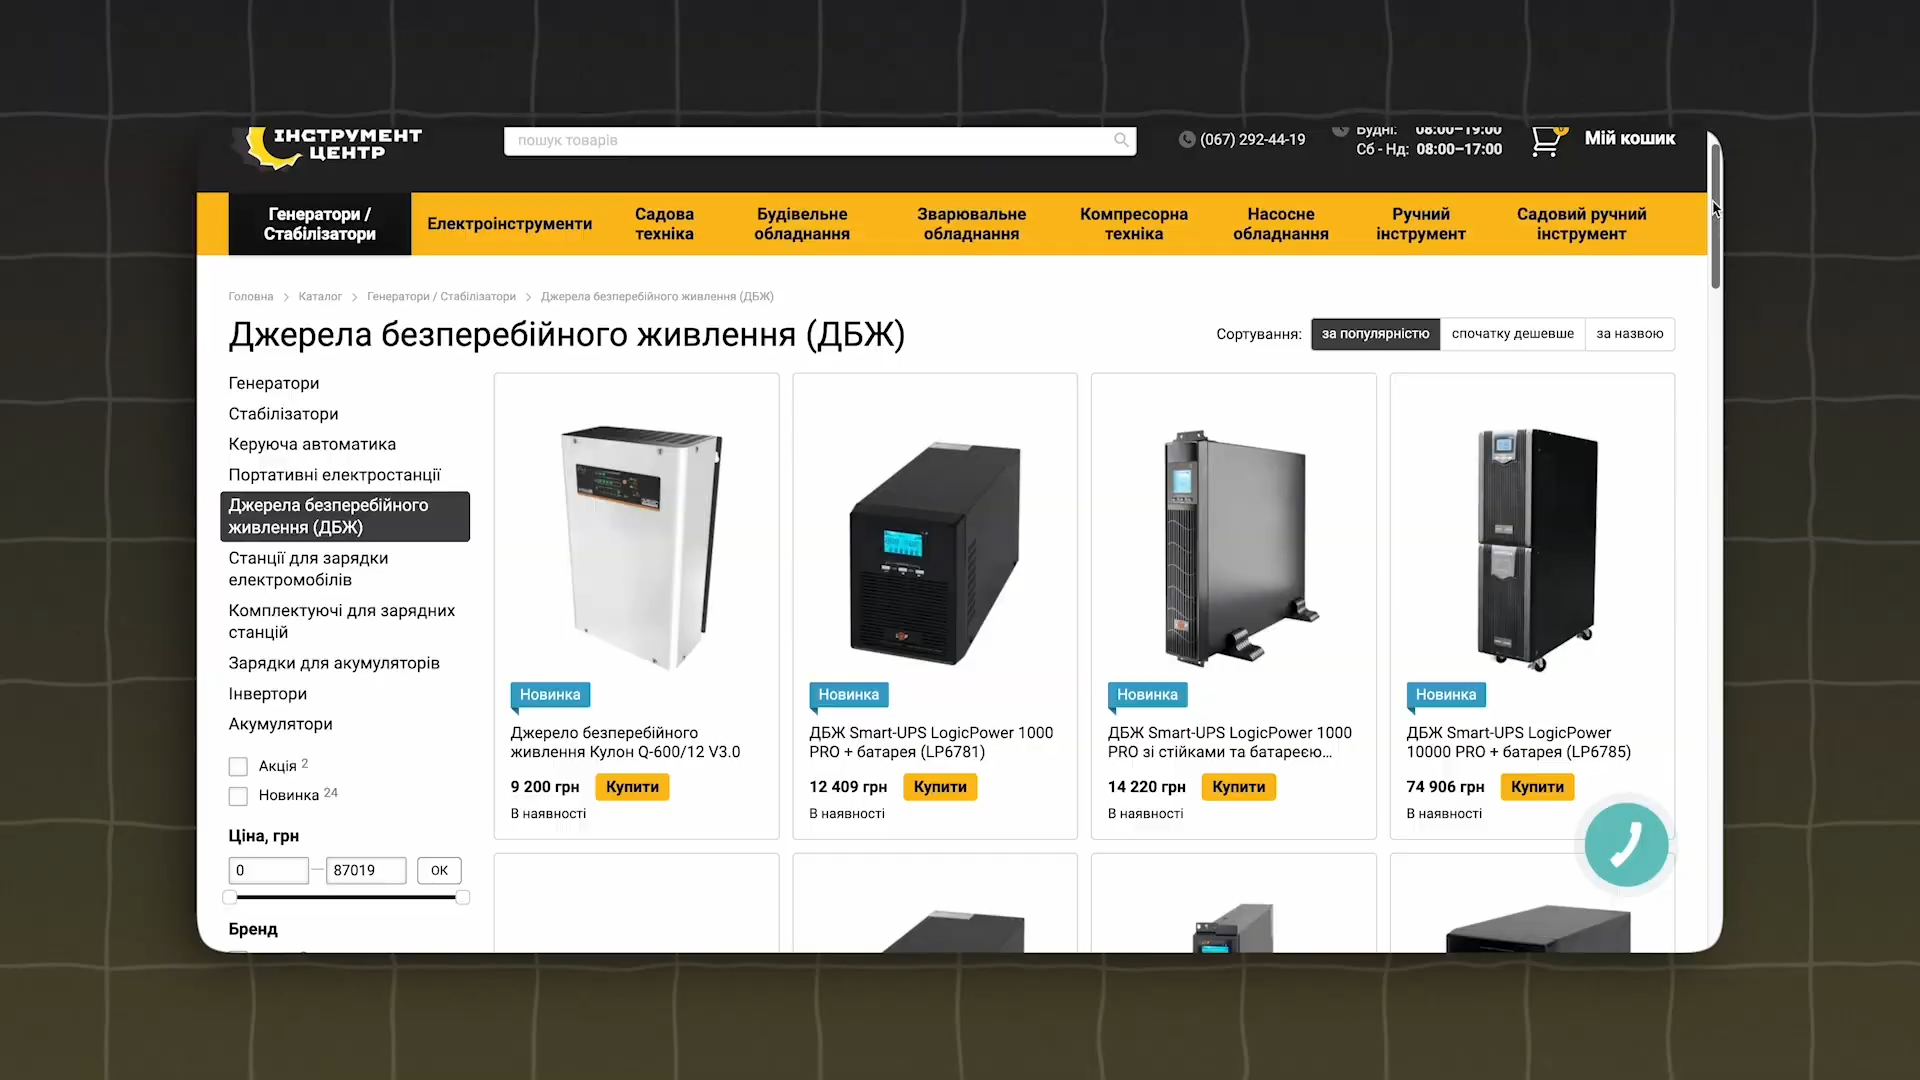 ІНСТРУМЕНТ
ЦЕНТР
пошук товарів
(067) 292-44-19
Будні: 08:00–19:00
Сб - Нд: 08:00–17:00
0
Мій кошик
Генератори /
Стабілізатори
Електроінструменти
Садова
техніка
Будівельне
обладнання
Зварювальне
обладнання
Компресорна
техніка
Насосне
обладнання
Ручний
інструмент
Садовий ручний
інструмент
Головна > Каталог > Генератори / Стабілізатори > Джерела безперебійного живлення (ДБЖ)
Джерела безперебійного живлення (ДБЖ)
Сортування: за популярністю спочатку дешевше за назвою
Генератори
Стабілізатори
Керуюча автоматика
Портативні електростанції
Джерела безперебійного
живлення (ДБЖ)
Станції для зарядки
електромобілів
Комплектуючі для зарядних
станцій
Зарядки для акумуляторів
Інвертори
Акумулятори
Акція 2
Новинка 24
Ціна, грн
0 — 87019 ОК
Бренд
Новинка
Джерело безперебійного
живлення Кулон Q-600/12 V3.0
9 200 грн Купити
В наявності
Новинка
ДБЖ Smart-UPS LogicPower 1000
PRO + батарея (LP6781)
12 409 грн Купити
В наявності
Новинка
ДБЖ Smart-UPS LogicPower 1000
PRO зі стійками та батареєю...
14 220 грн Купити
В наявності
Новинка
ДБЖ Smart-UPS LogicPower
10000 PRO + батарея (LP6785)
74 906 грн Купити
В наявності